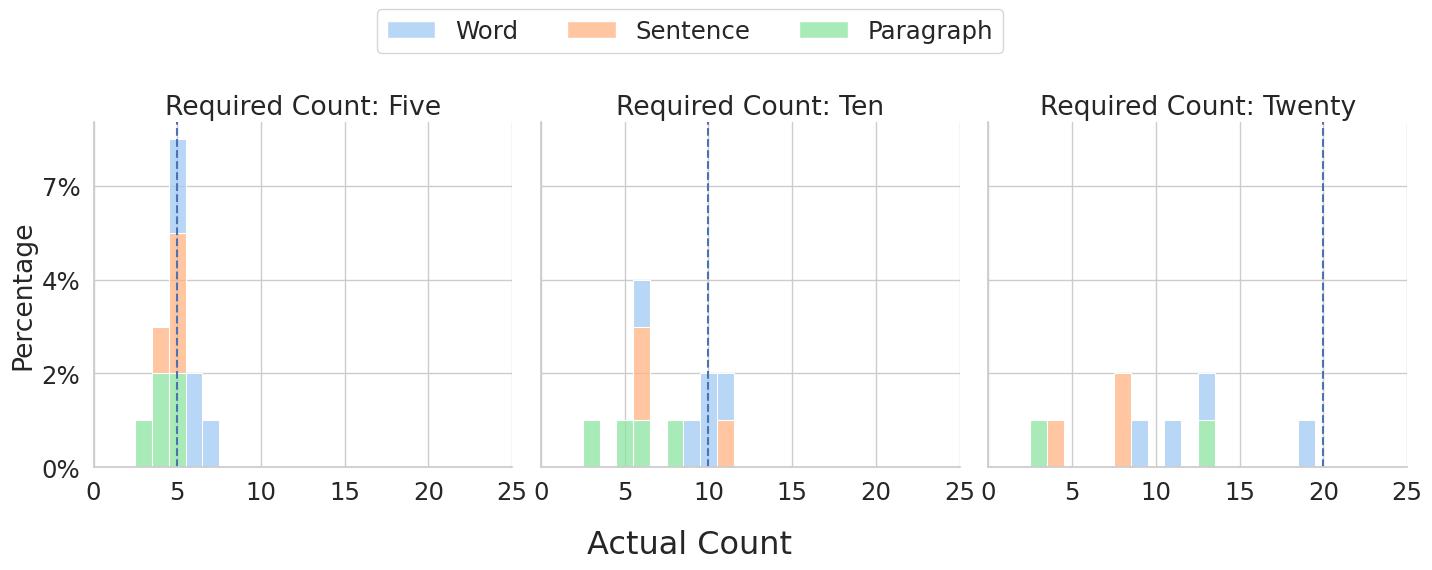 Word Sentence Paragraph
Required Count: Five Required Count: Ten Required Count: Twenty
Percentage
7%
4%
2%
0%
0 5 10 15 20 25 0 5 10 15 20 25 0 5 10 15 20 25
Actual Count